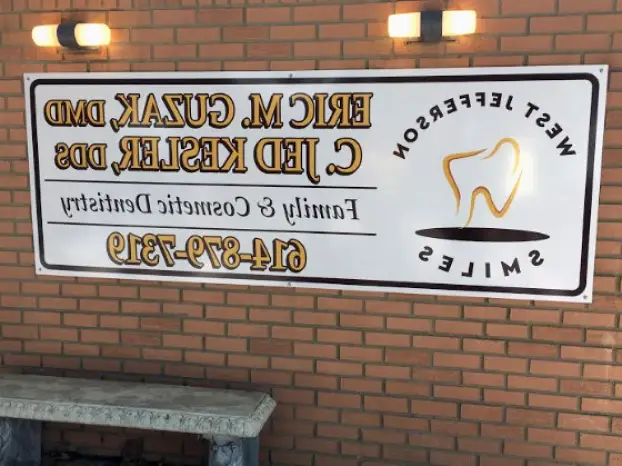 WEST JEFFERSON
SMILES
ERIC M. GUZAK, DMD
C. JED KESLER, DDS
Family & Cosmetic Dentistry
614-879-7319